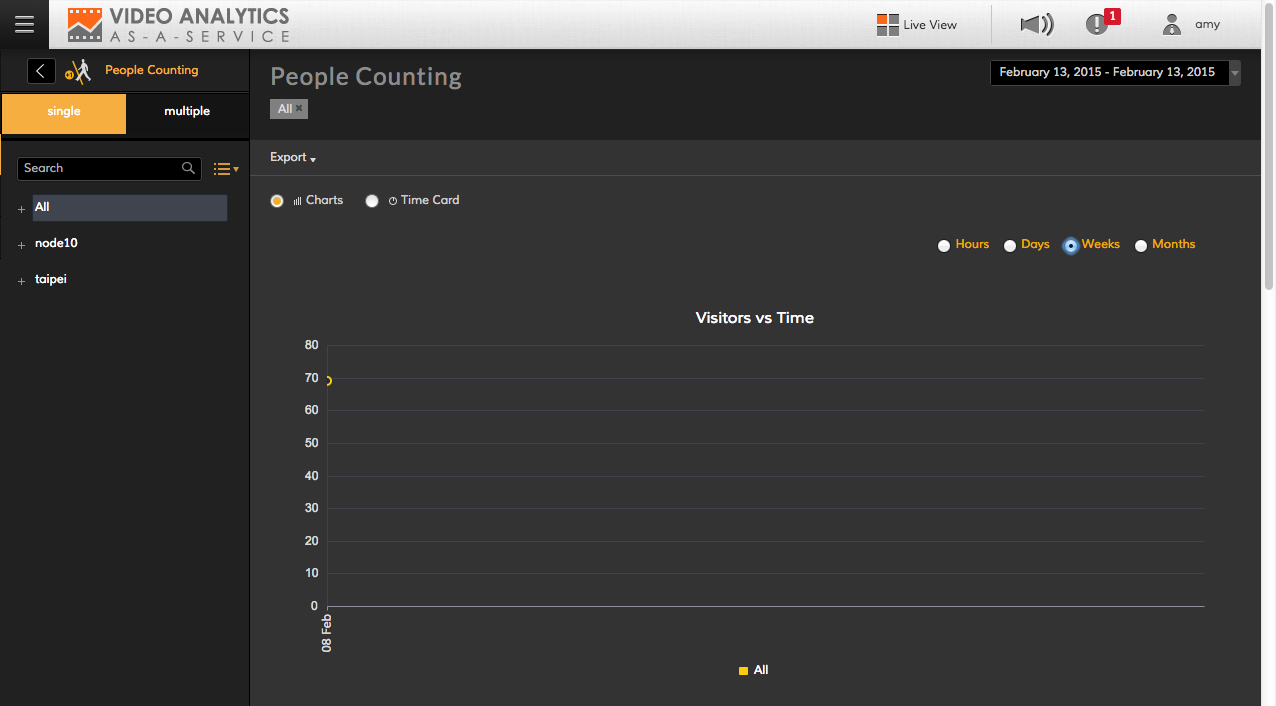 VIDEO ANALYTICS
AS-A-SERVICE
Live View
1
amy
People Counting
single
multiple
Search
All
node10
taipei
People Counting
February 13, 2015 - February 13, 2015
All ×
Export
Charts
Time Card
Hours
Days
Weeks
Months
Visitors vs Time
80
70
60
50
40
30
20
10
0
08 Feb
All